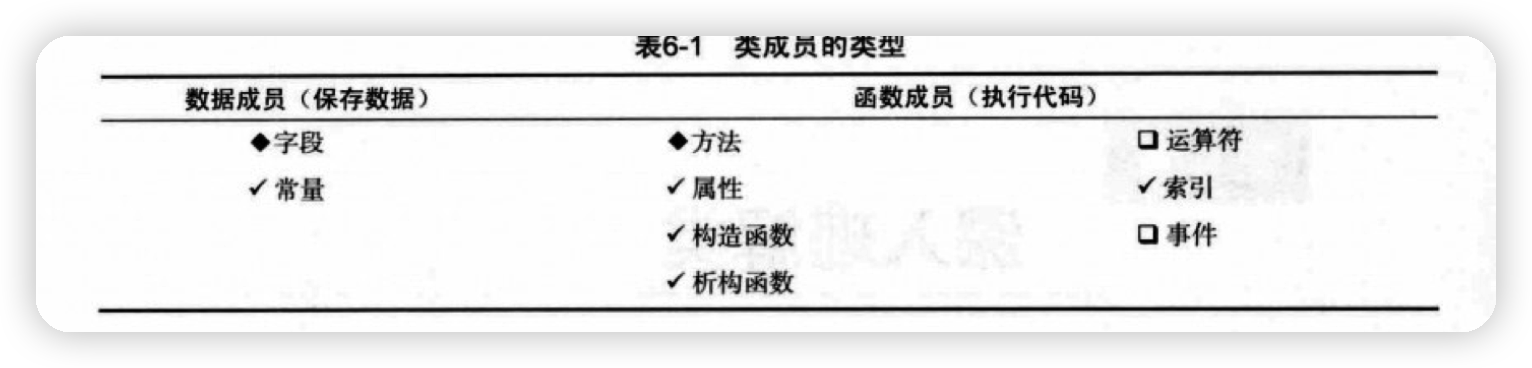 表6-1 类成员的类型
数据成员（保存数据） 函数成员（执行代码）
◆字段 ◆方法 ❑ 运算符
✓ 常量 ✓ 属性 ✓ 索引
✓ 构造函数 ❑ 事件
✓ 析构函数